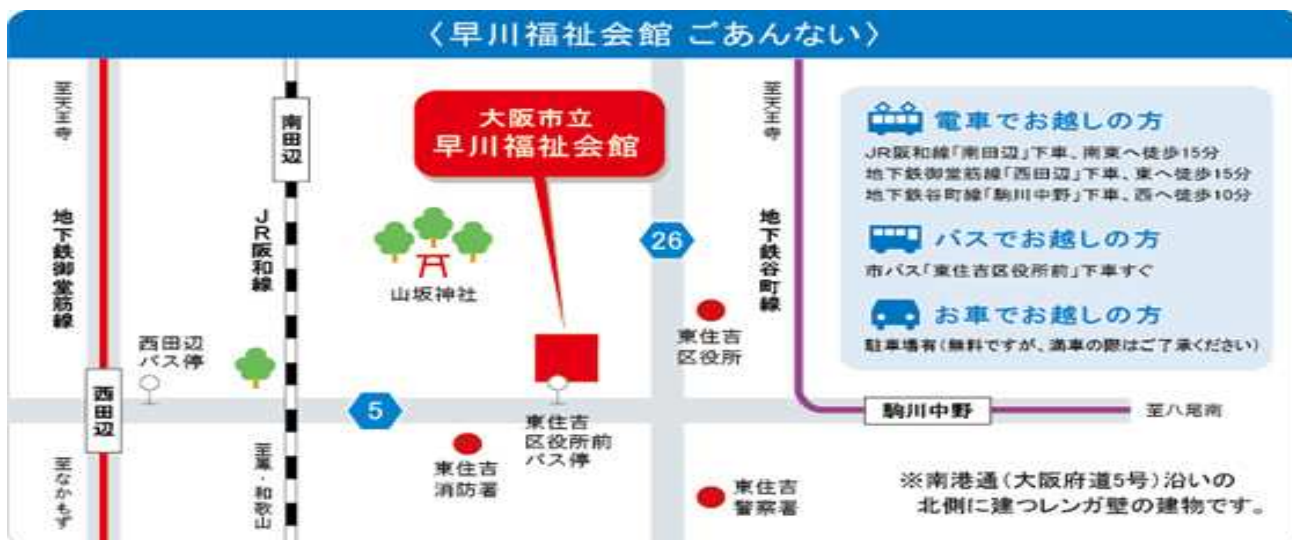 〈早川福祉会館 ごあんない〉
至天王寺
地下鉄御堂筋線
西田辺
至なかもず
西田辺
バス停
南田辺
JR阪和線
至鳳・和歌山
山坂神社
大阪市立
早川福祉会館
5
26
東住吉
消防署
東住吉
区役所前
バス停
東住吉
区役所
東住吉
警察署
至天王寺
地下鉄谷町線
駒川中野
至八尾南
電車でお越しの方
JR阪和線「南田辺」下車、南東へ徒歩15分
地下鉄御堂筋線「西田辺」下車、東へ徒歩15分
地下鉄谷町線「駒川中野」下車、西へ徒歩10分
バスでお越しの方
市バス「東住吉区役所前」下車すぐ
お車でお越しの方
駐車場有(無料ですが、満車の際はご了承ください)
※南港通(大阪府道5号)沿いの
北側に建つレンガ壁の建物です。